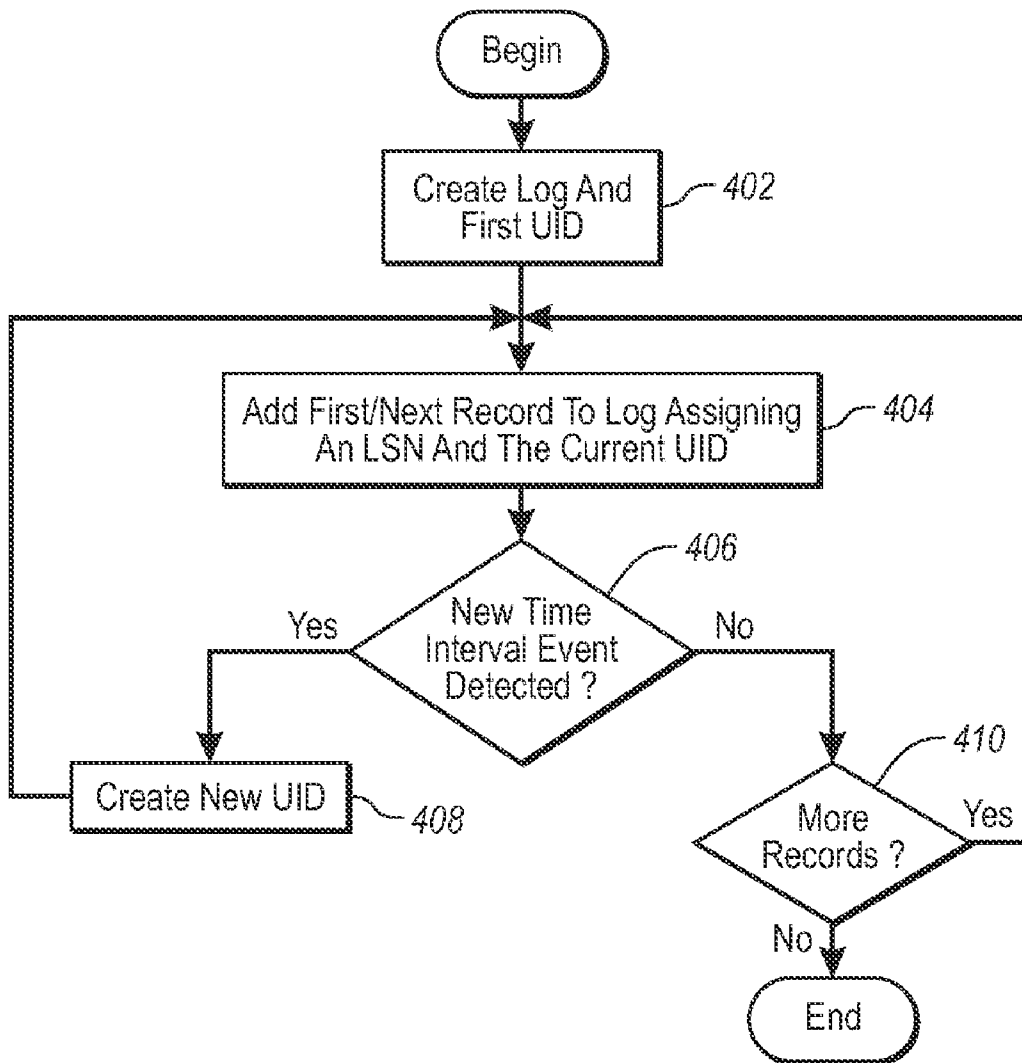 Begin
Create Log And
First UID
402
Add First/Next Record To Log Assigning
An LSN And The Current UID
404
406
New Time
Interval Event
Detected ?
Yes
No
Create New UID
408
410
More
Records ?
Yes
No
End